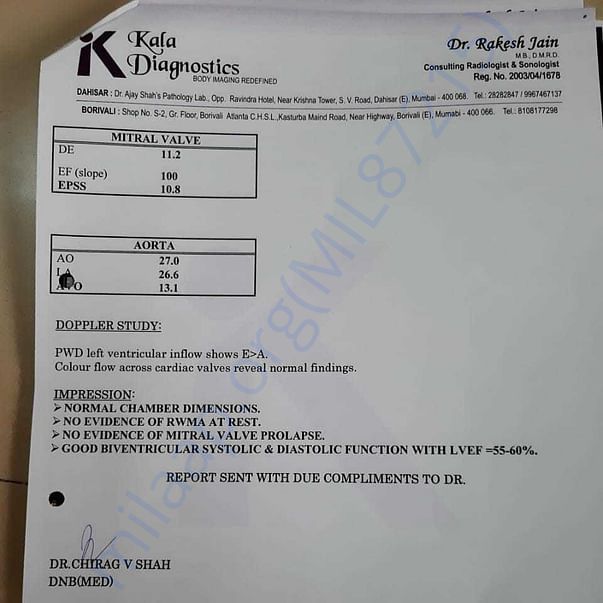 Kala
Diagnostics
BODY IMAGING REDEFINED
Dr. Rakesh Jain
M.B., D.M.R.D.
Consulting Radiologist & Sonologist
Reg. No. 2003/04/1678
DAHISAR : Dr. Ajay Shah's Pathology Lab., Opp. Ravindra Hotel, Near Krishna Tower, S. V. Road, Dahisar (E), Mumbai - 400 068. Tel.: 28282847 / 9967467137
BORIVALI : Shop No. S-2, Gr. Floor, Borivali Atlanta C.H.S.L.,Kasturba Maind Road, Near Highway, Borivali (E), Mumabi - 400 066. Tel.: 8108177298
MITRAL VALVE
DE 11.2
EF (slope) 100
EPSS 10.8
AORTA
AO 27.0
LA 26.6
13.1
DOPPLER STUDY:
PWD left ventricular inflow shows E>A.
Colour flow across cardiac valves reveal normal findings.
IMPRESSION:
➢ NORMAL CHAMBER DIMENSIONS.
➢ NO EVIDENCE OF RWMA AT REST.
➢ NO EVIDENCE OF MITRAL VALVE PROLAPSE.
➢ GOOD BIVENTRICULAR SYSTOLIC & DIASTOLIC FUNCTION WITH LVEF =55-60%.
REPORT SENT WITH DUE COMPLIMENTS TO DR.
DR.CHIRAG V SHAH
DNB(MED)
milaap.org(MIL87215)